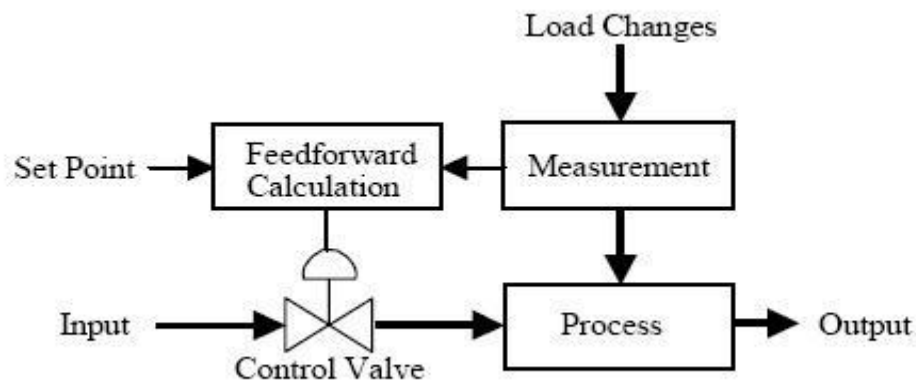 Load Changes
Set Point
Feedforward
Calculation
Measurement
Input
Control Valve
Process
Output